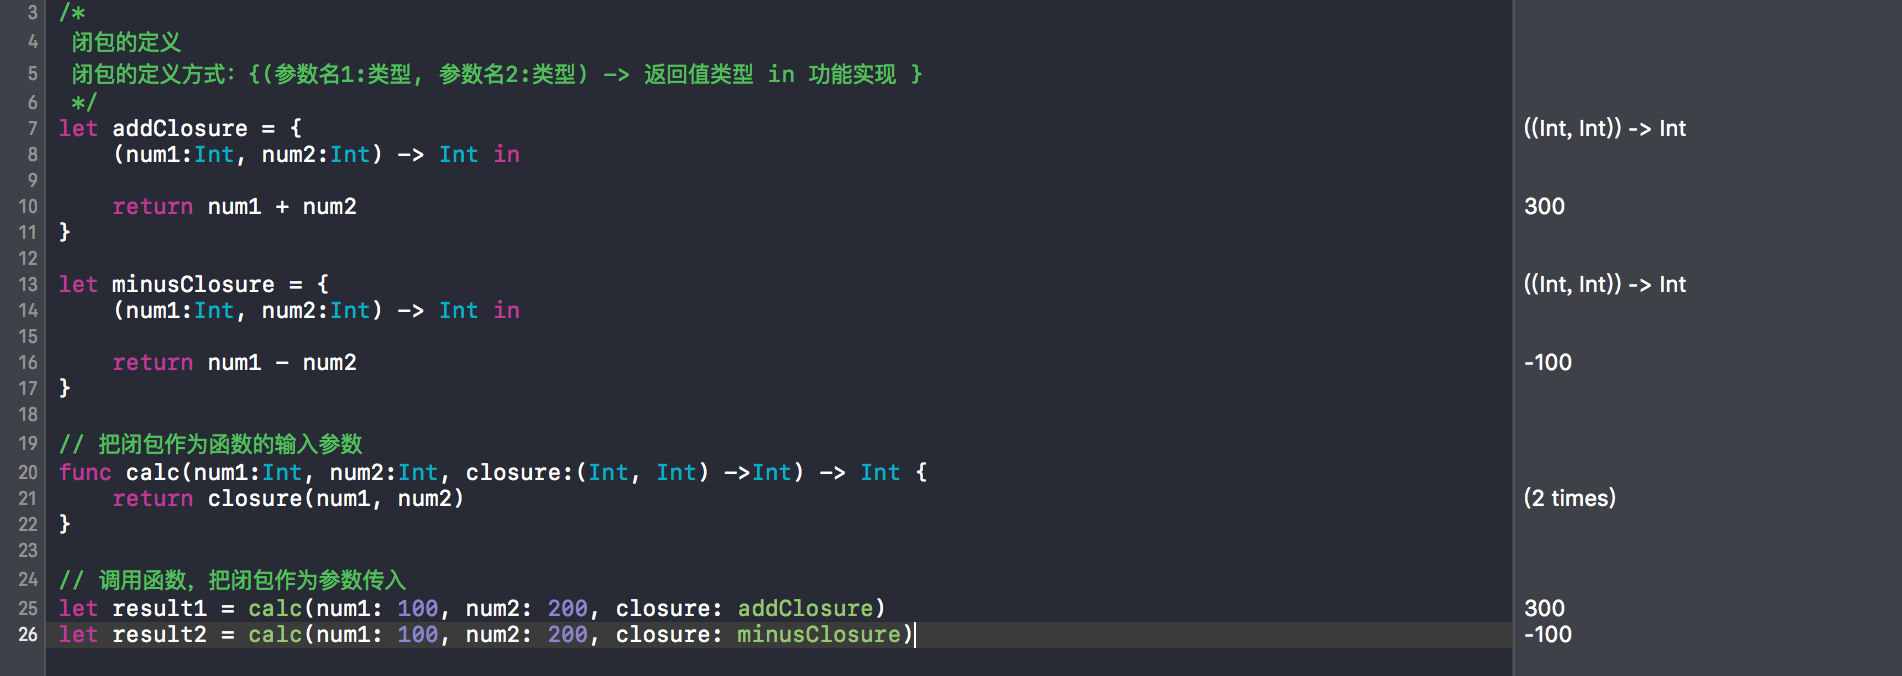 3 /* 
4 闭包的定义
5 闭包的定义方式：{(参数名1:类型, 参数名2:类型) -> 返回值类型 in 功能实现 }
6 */
7 let addClosure = { ((Int, Int)) -> Int
8 (num1:Int, num2:Int) -> Int in
9
10 return num1 + num2 300
11 }
12
13 let minusClosure = { ((Int, Int)) -> Int
14 (num1:Int, num2:Int) -> Int in
15
16 return num1 - num2 -100
17 }
18
19 // 把闭包作为函数的输入参数
20 func calc(num1:Int, num2:Int, closure:(Int, Int) ->Int) -> Int {
21 return closure(num1, num2) (2 times)
22 }
23
24 // 调用函数，把闭包作为参数传入
25 let result1 = calc(num1: 100, num2: 200, closure: addClosure) 300
26 let result2 = calc(num1: 100, num2: 200, closure: minusClosure) -100